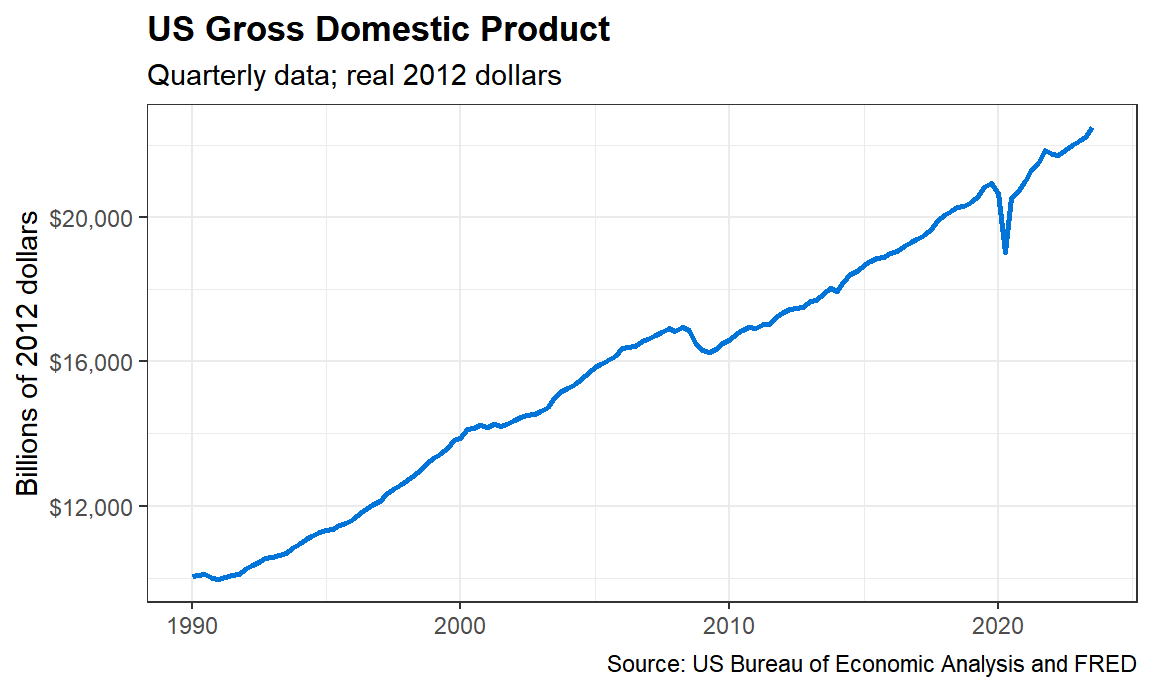 US Gross Domestic Product
Quarterly data; real 2012 dollars
Billions of 2012 dollars
$20,000
$16,000
$12,000
1990 2000 2010 2020
Source: US Bureau of Economic Analysis and FRED